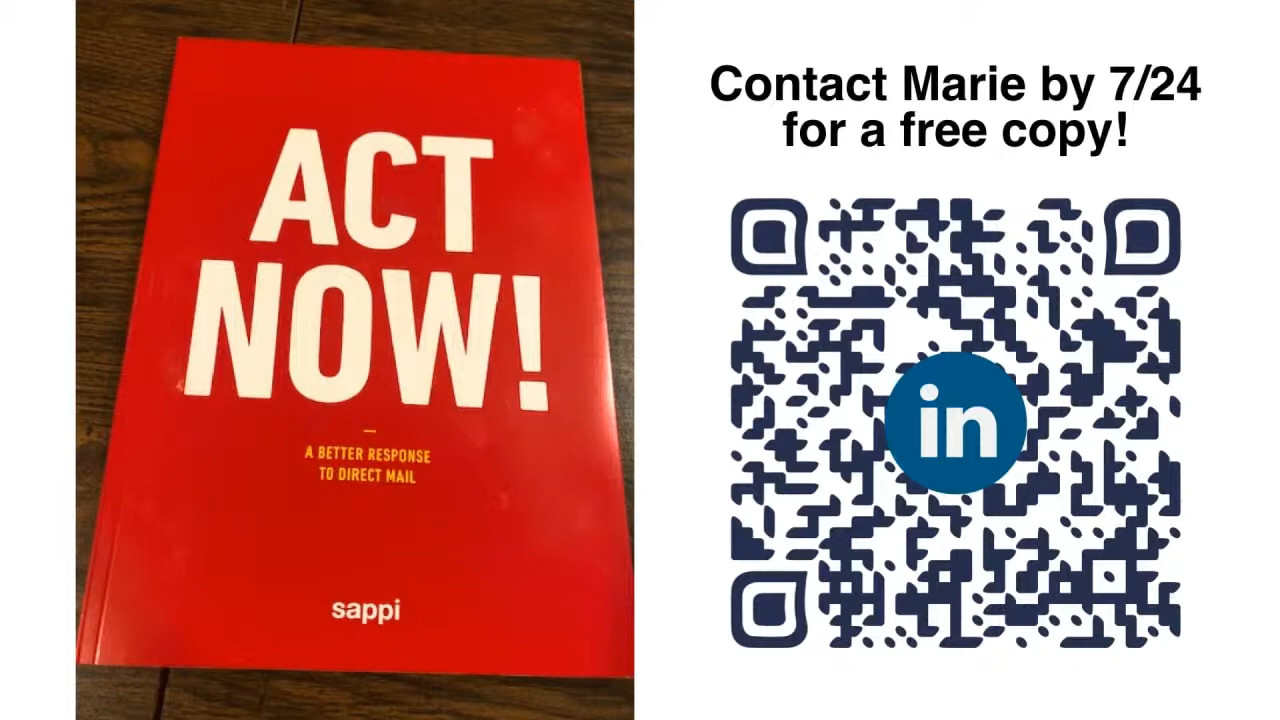 ACT
NOW!
A BETTER RESPONSE
TO DIRECT MAIL
sappi
Contact Marie by 7/24
for a free copy!
in